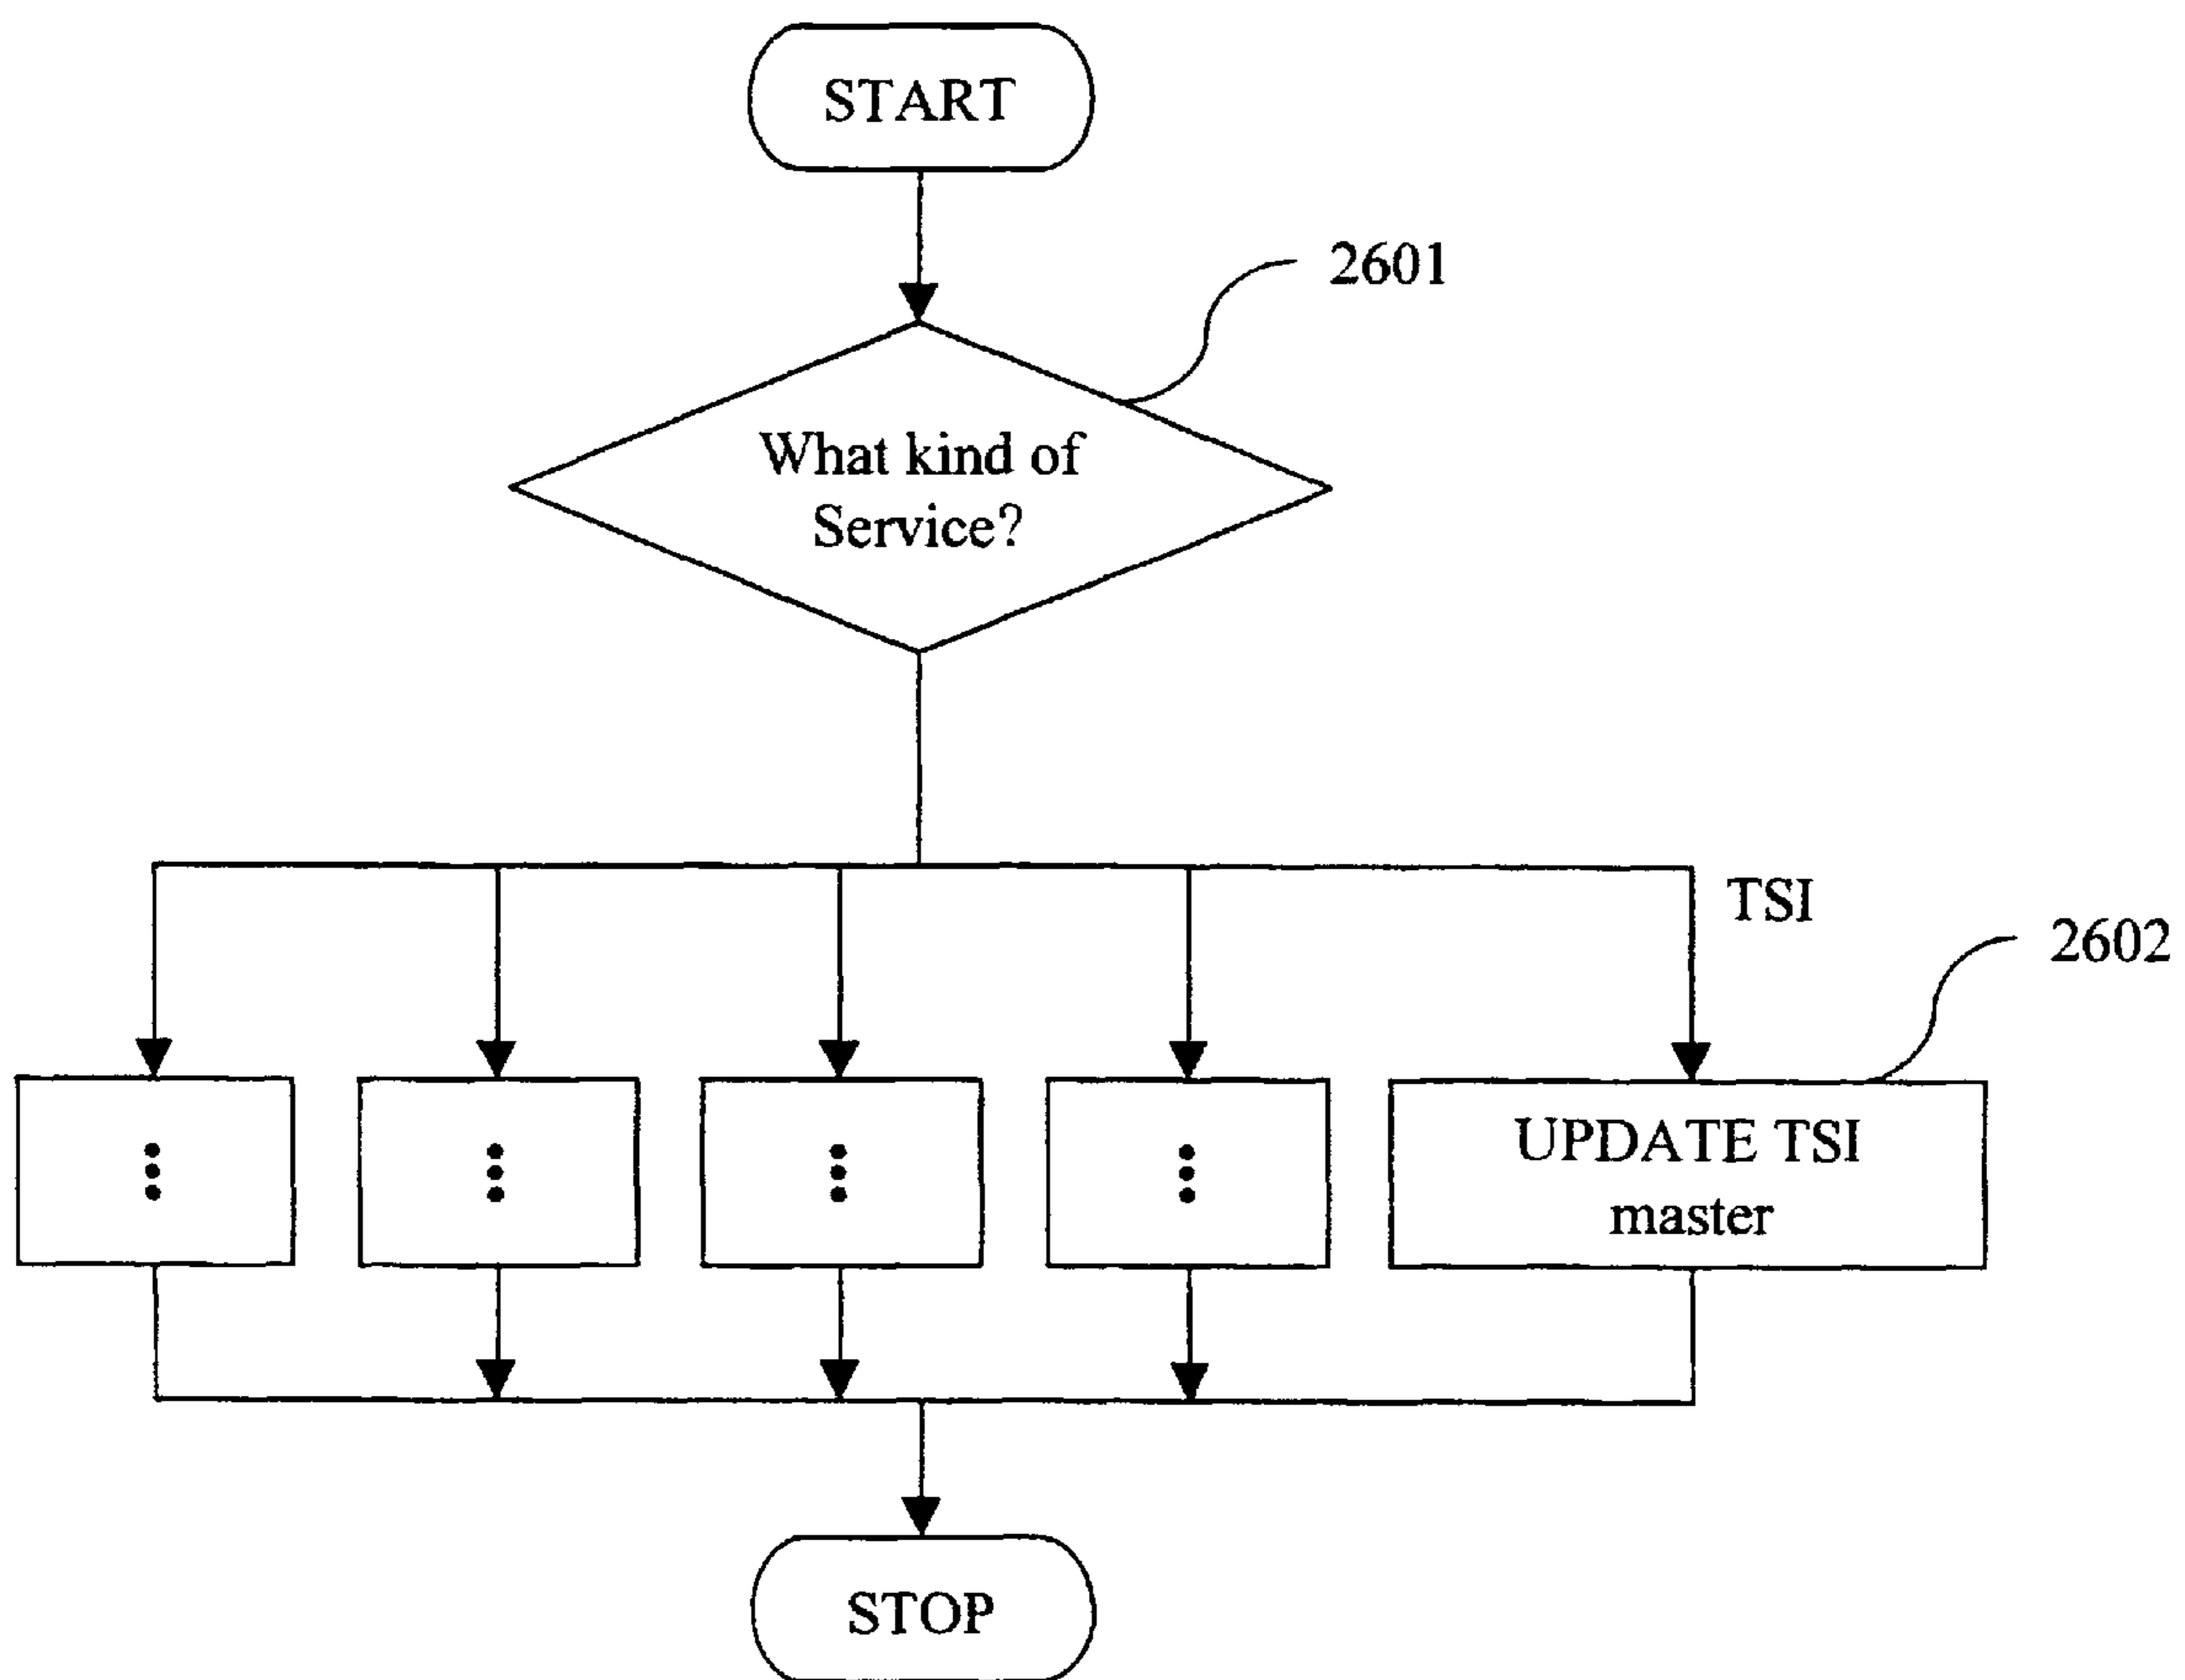 START
2601
What kind of
Service?
TSI
2602
UPDATE TSI
master
STOP